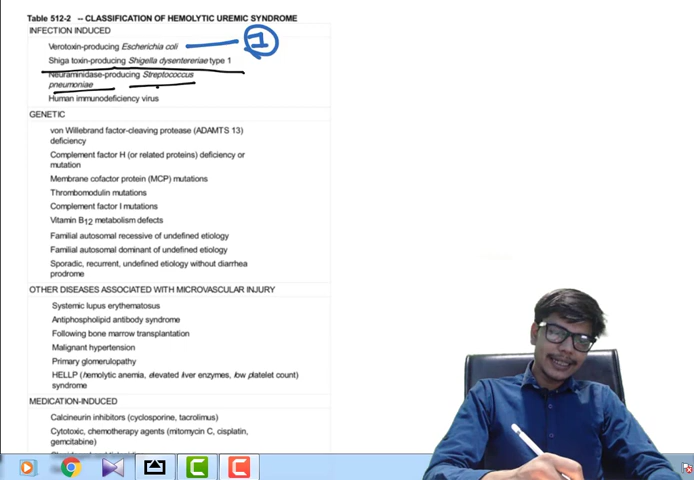 Table 512-2 -- CLASSIFICATION OF HEMOLYTIC UREMIC SYNDROME
INFECTION INDUCED
Verotoxin-producing Escherichia coli
1
Shiga toxin-producing Shigella dysentereriae type 1
Neuraminidase-producing Streptococcus
pneumoniae
Human immunodeficiency virus
GENETIC
von Willebrand factor-cleaving protease (ADAMTS 13)
deficiency
Complement factor H (or related proteins) deficiency or
mutation
Membrane cofactor protein (MCP) mutations
Thrombomodulin mutations
Complement factor I mutations
Vitamin B12 metabolism defects
Familial autosomal recessive of undefined etiology
Familial autosomal dominant of undefined etiology
Sporadic, recurrent, undefined etiology without diarrhea
prodrome
OTHER DISEASES ASSOCIATED WITH MICROVASCULAR INJURY
Systemic lupus erythematosus
Antiphospholipid antibody syndrome
Following bone marrow transplantation
Malignant hypertension
Primary glomerulopathy
HELLP (hemolytic anemia, elevated liver enzymes, low platelet count)
syndrome
MEDICATION-INDUCED
Calcineurin inhibitors (cyclosporine, tacrolimus)
Cytotoxic, chemotherapy agents (mitomycin C, cisplatin,
gemcitabine)